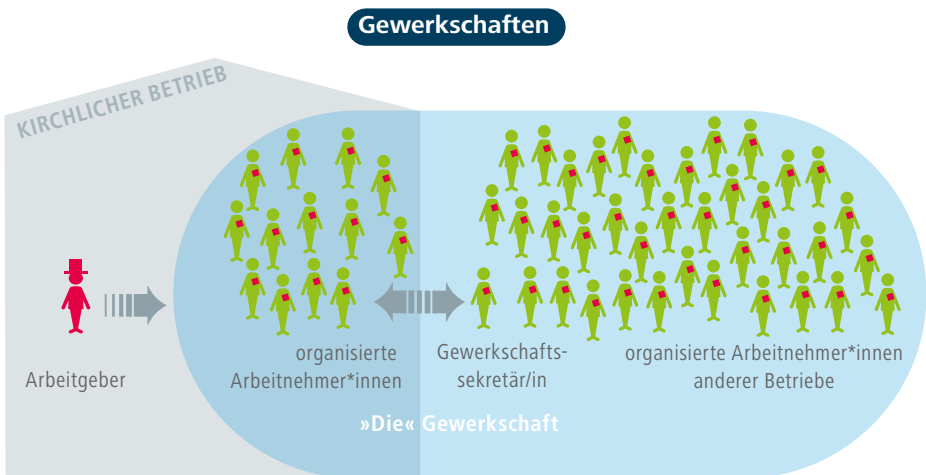 Gewerkschaften
KIRCHLICHER BETRIEB
Arbeitgeber
organisierte
Arbeitnehmer*innen
Gewerkschafts-
sekretär/in
organisierte Arbeitnehmer*innen
anderer Betriebe
»Die« Gewerkschaft